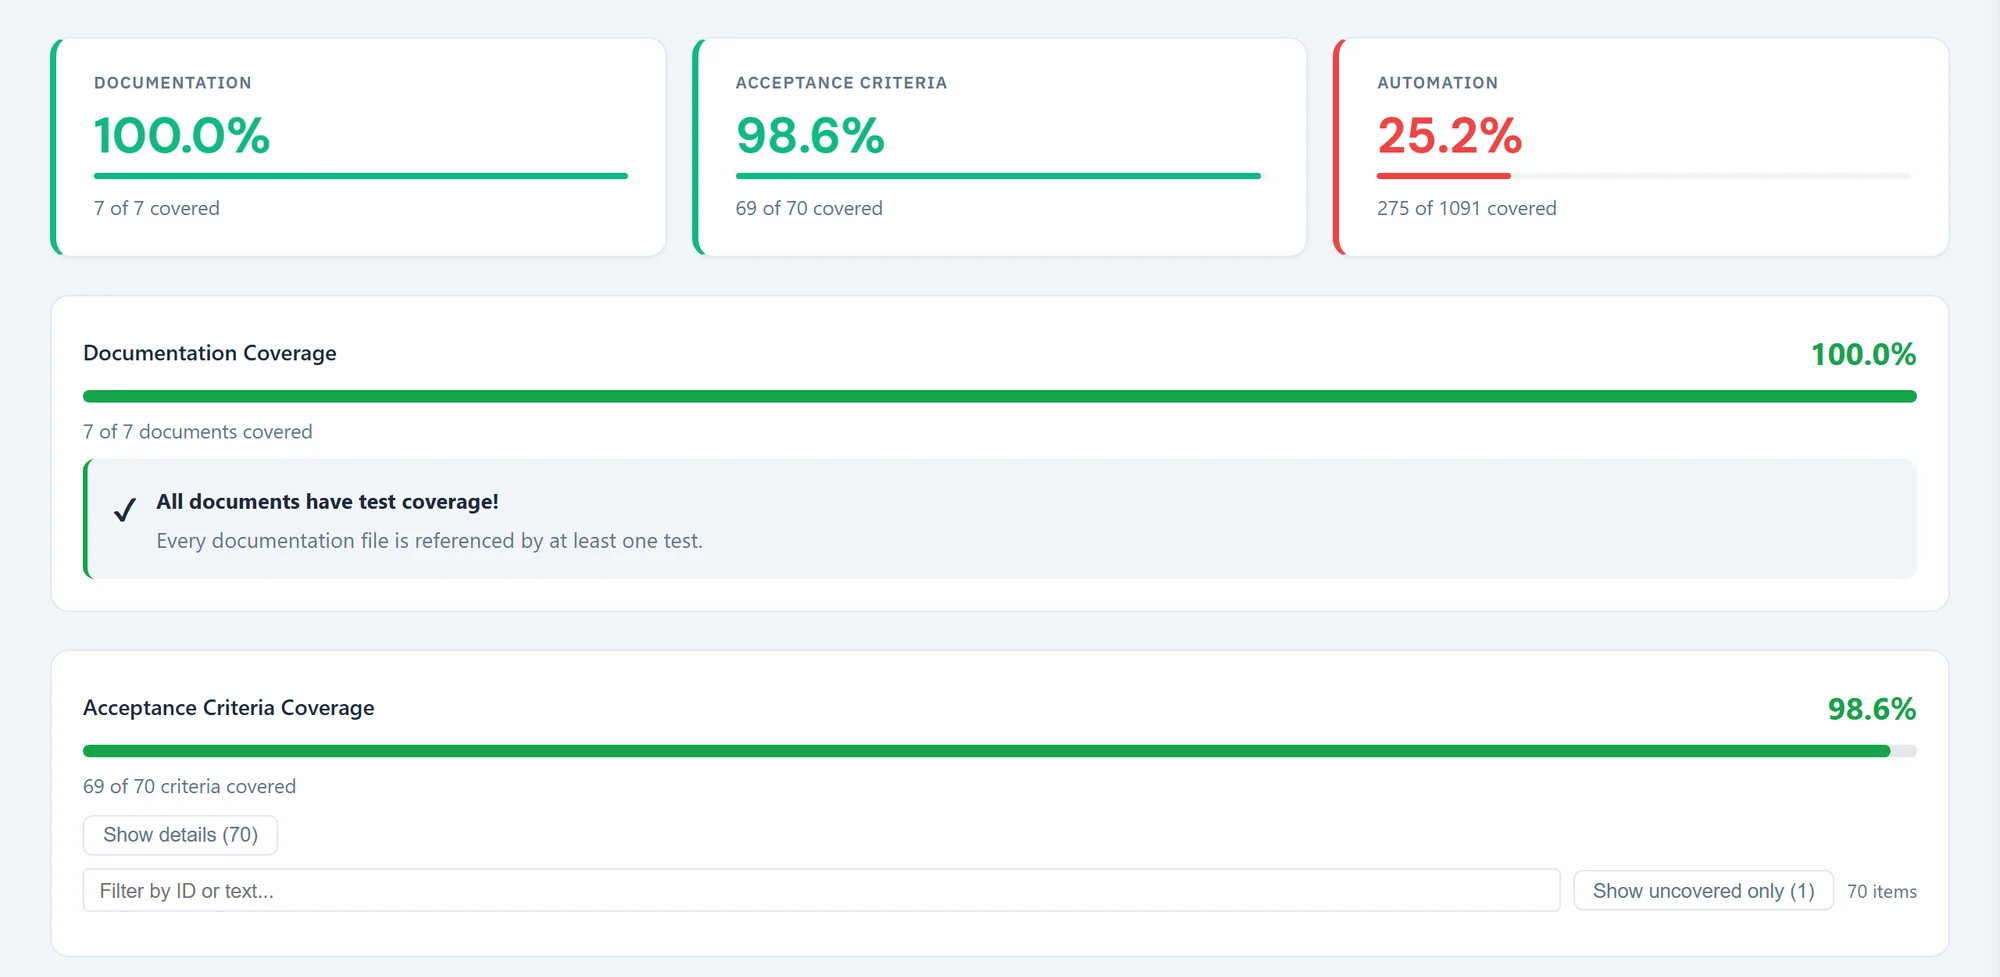 DOCUMENTATION
100.0%
7 of 7 covered
ACCEPTANCE CRITERIA
98.6%
69 of 70 covered
AUTOMATION
25.2%
275 of 1091 covered
Documentation Coverage
100.0%
7 of 7 documents covered
✓ All documents have test coverage!
Every documentation file is referenced by at least one test.
Acceptance Criteria Coverage
98.6%
69 of 70 criteria covered
Show details (70)
Filter by ID or text...
Show uncovered only (1)
70 items